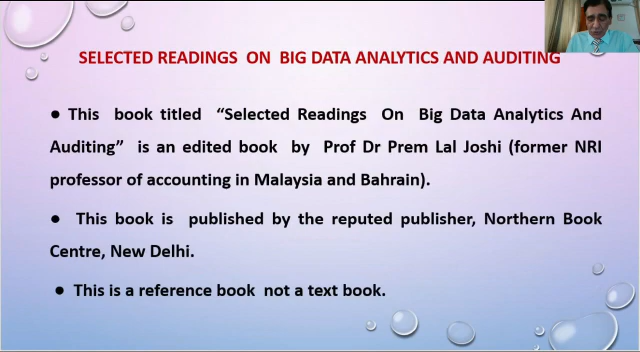 SELECTED READINGS ON BIG DATA ANALYTICS AND AUDITING
● This book titled “Selected Readings On Big Data Analytics And
Auditing” is an edited book by Prof Dr Prem Lal Joshi (former NRI
professor of accounting in Malaysia and Bahrain).
● This book is published by the reputed publisher, Northern Book
Centre, New Delhi.
● This is a reference book not a text book.